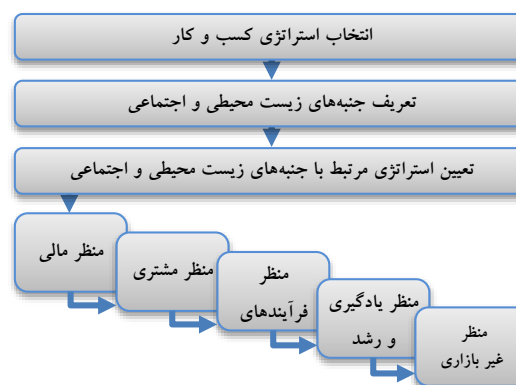 انتخاب استراتژی کسب و کار
تعریف جنبه‌های زیست محیطی و اجتماعی
تعیین استراتژی مرتبط با جنبه‌های زیست محیطی و اجتماعی
منظر مالی
منظر مشتری
منظر
فرآیندهای
منظر یادگیری
و رشد
منظر
غیر بازاری